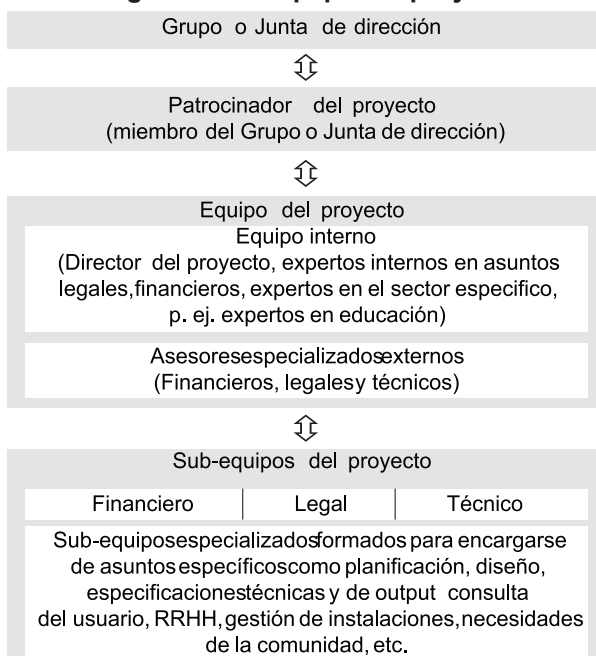 Grupo o Junta de dirección
Patrocinador del proyecto
(miembro del Grupo o Junta de dirección)
Equipo del proyecto
Equipo interno
(Director del proyecto, expertos internos en asuntos
legales,financieros, expertos en el sector especifico,
p. ej. expertos en educación)
Asesoresespecializadosexternos
(Financieros, legalesy técnicos)
Sub-equipos del proyecto
Financiero | Legal | Técnico
Sub-equiposespecializadosformados para encargarse
de asuntosespecíficoscomo planificación, diseño,
especificacionestécnicas y de output consulta
del usuario, RRHH, gestión de instalaciones,necesidades
de la comunidad, etc.